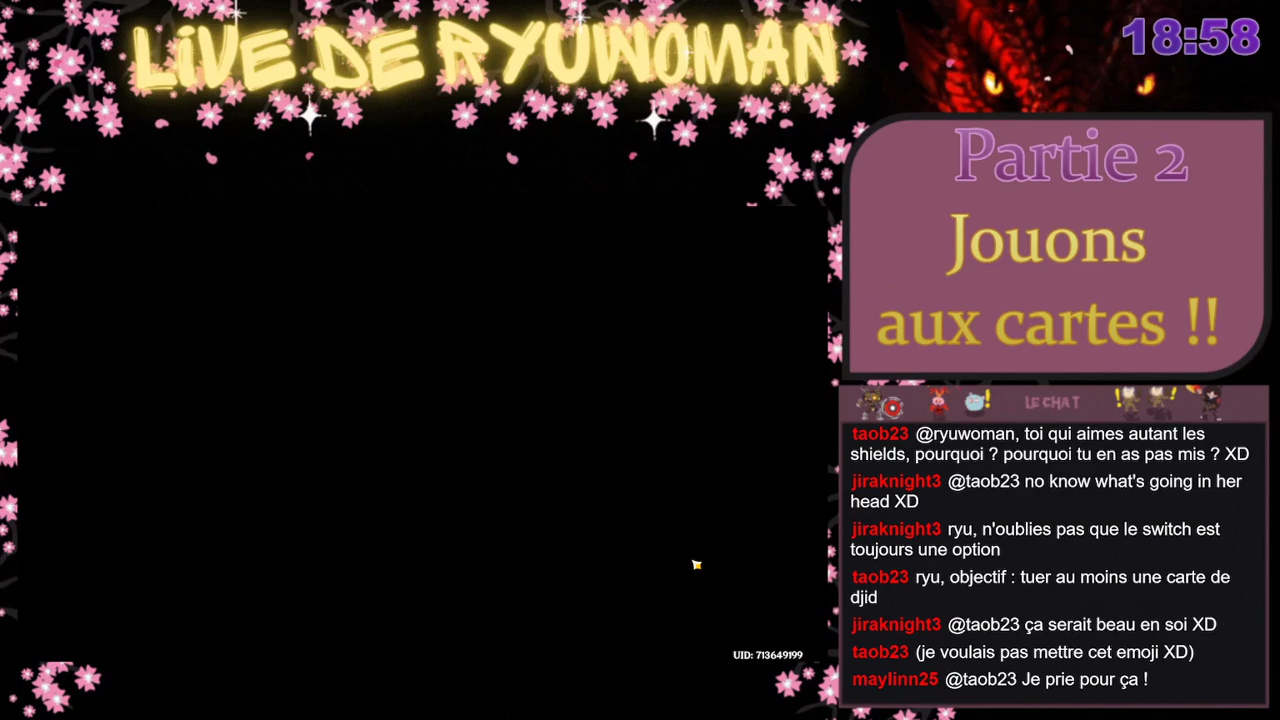 LIVE DE RYUWOMAN
18:58
Partie 2
Jouons
aux cartes !!
LE CHAT
taob23 @ryuwoman, toi qui aimes autant les
shields, pourquoi ? pourquoi tu en as pas mis ? XD
jiraknight3 @taob23 no know what's going in her
head XD
jiraknight3 ryu, n'oublies pas que le switch est
toujours une option
taob23 ryu, objectif : tuer au moins une carte de
djid
jiraknight3 @taob23 ça serait beau en soi XD
taob23 (je voulais pas mettre cet emoji XD)
maylinn25 @taob23 Je prie pour ça !
UID: 713649199